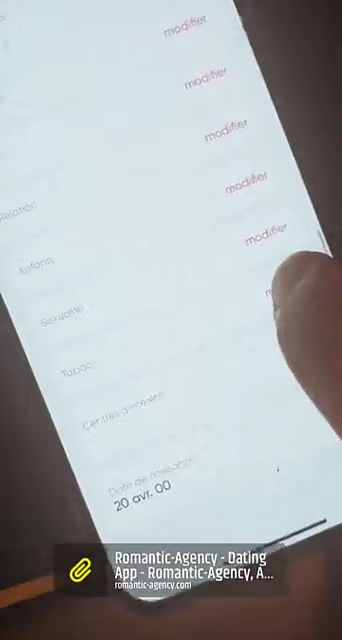 modifier
modifier
modifier
Relation
modifier
Enfants
modifier
Sexualité
Tabac
Centres d'intérêt
Date de naissance
20 avr. 00
Romantic-Agency - Dating
App - Romantic-Agency, A...
romantic-agency.com